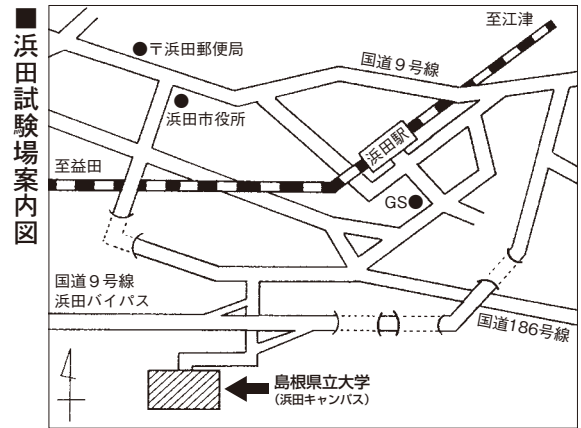 ■浜田試験場案内図
至江津
〒浜田郵便局
国道9号線
浜田市役所
浜田駅
至益田
GS
国道9号線
浜田バイパス
国道186号線
島根県立大学
(浜田キャンパス)